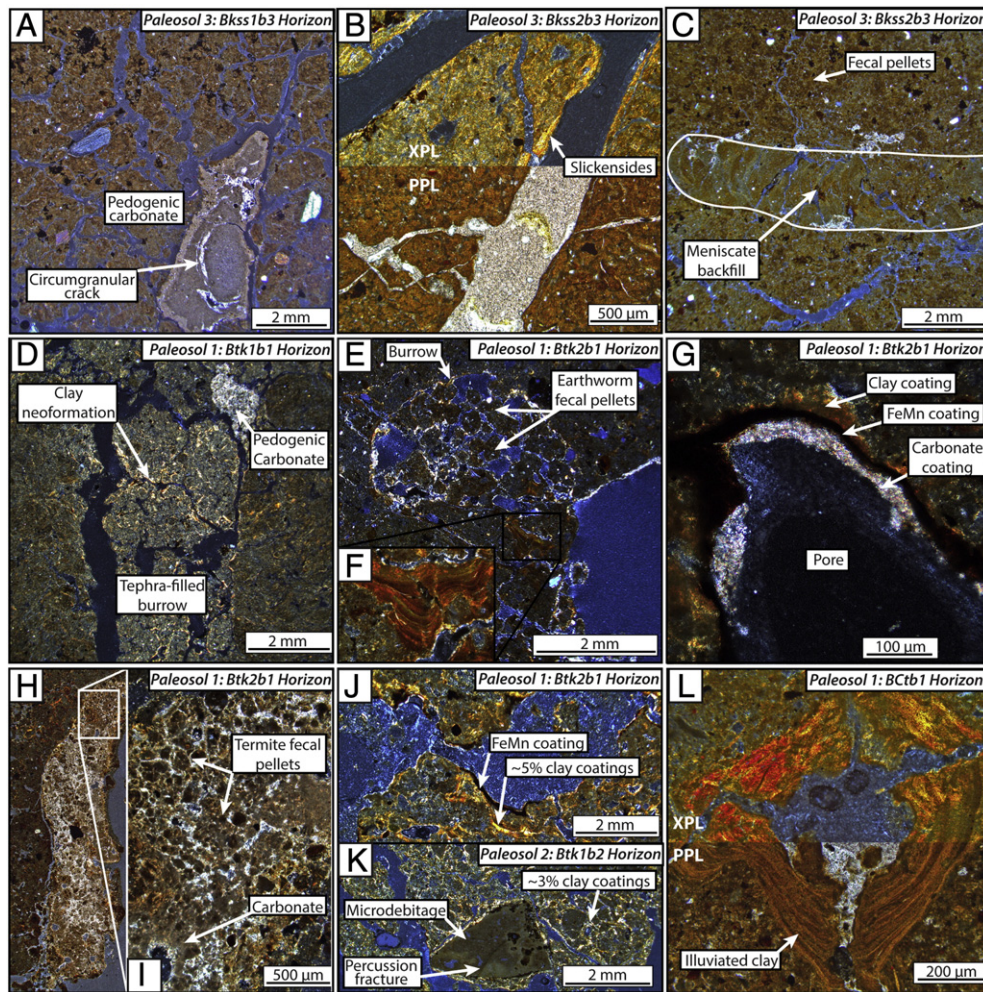 A
Paleosol 3: Bkss1b3 Horizon
Pedogenic
carbonate
Circumgranular
crack
2 mm
B
Paleosol 3: Bkss2b3 Horizon
XPL
PPL
Slickensides
500 µm
C
Paleosol 3: Bkss2b3 Horizon
Fecal pellets
Meniscate
backfill
2 mm
D
Paleosol 1: Btk1b1 Horizon
Clay
neoformation
Pedogenic
Carbonate
Tephra-filled
burrow
2 mm
E
Paleosol 1: Btk2b1 Horizon
Burrow
Earthworm
fecal pellets
F
2 mm
G
Paleosol 1: Btk2b1 Horizon
Clay coating
FeMn coating
Carbonate
coating
Pore
100 µm
H
Paleosol 1: Btk2b1 Horizon
Termite fecal
pellets
Carbonate
I
500 µm
J
Paleosol 1: Btk2b1 Horizon
FeMn coating
~5% clay coatings
2 mm
K
Paleosol 2: Btk1b2 Horizon
~3% clay coatings
Microdebitage
Percussion
fracture
2 mm
L
Paleosol 1: BCtb1 Horizon
XPL
PPL
Illuviated clay
200 µm